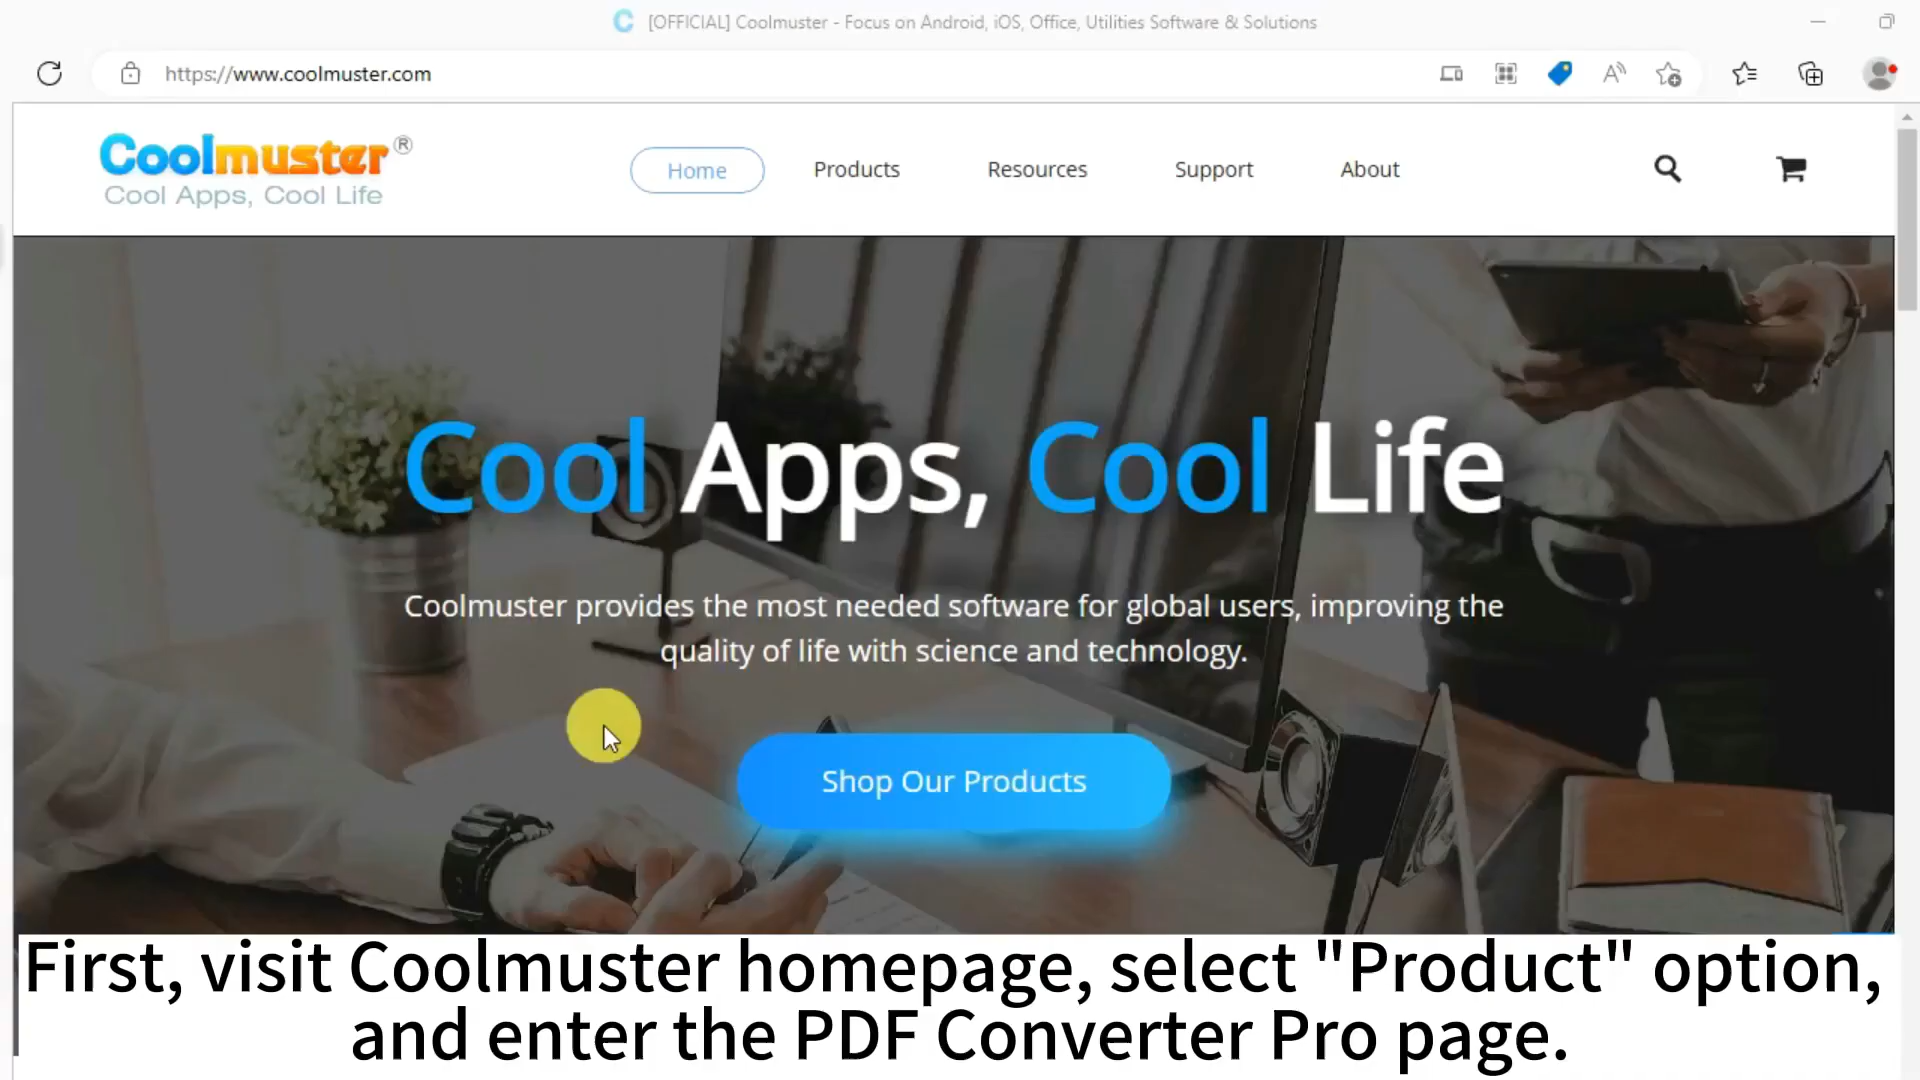 [OFFICIAL] Coolmuster - Focus on Android, iOS, Office, Utilities Software & Solutions
https://www.coolmuster.com
Coolmuster®
Cool Apps, Cool Life
Home
Products
Resources
Support
About
Cool Apps, Cool Life
Coolmuster provides the most needed software for global users, improving the
quality of life with science and technology.
Shop Our Products
First, visit Coolmuster homepage, select "Product" option,
and enter the PDF Converter Pro page.